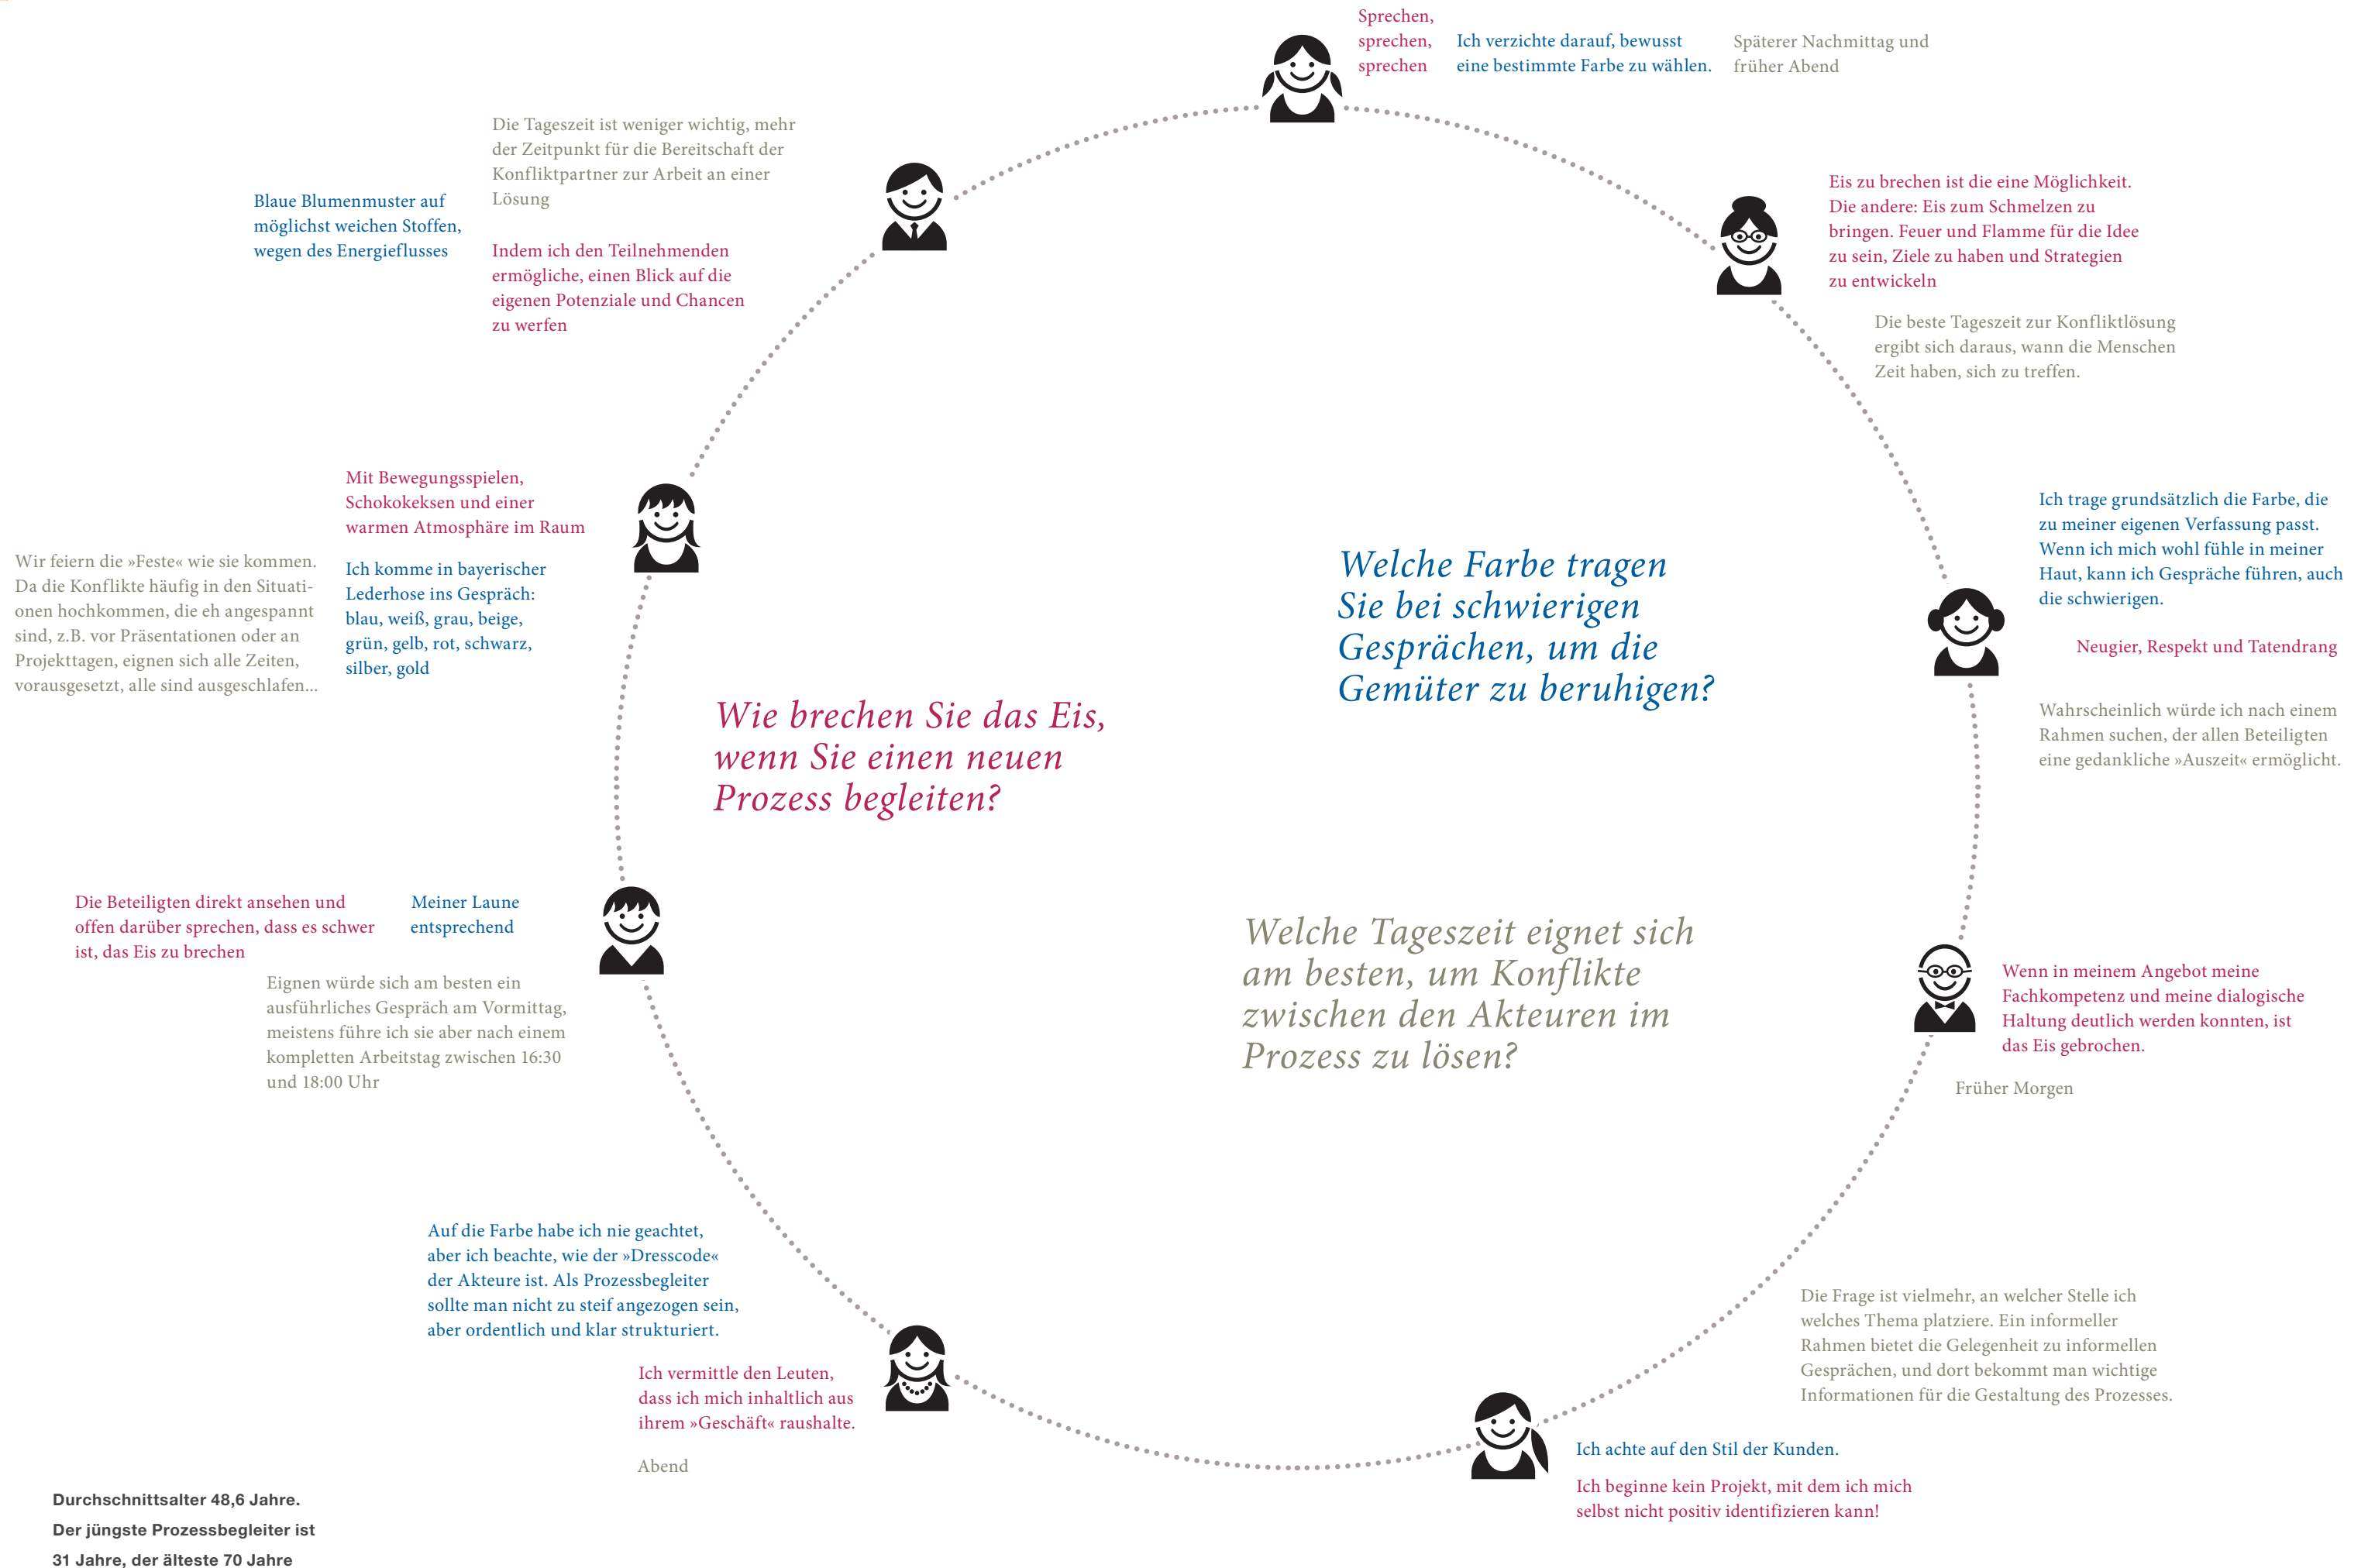 Sprechen,
sprechen,
sprechen
Ich verzichte darauf, bewusst
eine bestimmte Farbe zu wählen.
Späterer Nachmittag und
früher Abend
Die Tageszeit ist weniger wichtig, mehr
der Zeitpunkt für die Bereitschaft der
Konfliktpartner zur Arbeit an einer
Lösung
Blaue Blumenmuster auf
möglichst weichen Stoffen,
wegen des Energieflusses
Indem ich den Teilnehmenden
ermögliche, einen Blick auf die
eigenen Potenziale und Chancen
zu werfen
Eis zu brechen ist die eine Möglichkeit.
Die andere: Eis zum Schmelzen zu
bringen. Feuer und Flamme für die Idee
zu sein, Ziele zu haben und Strategien
zu entwickeln
Die beste Tageszeit zur Konfliktlösung
ergibt sich daraus, wann die Menschen
Zeit haben, sich zu treffen.
Mit Bewegungsspielen,
Schokokeksen und einer
warmen Atmosphäre im Raum
Wir feiern die »Feste« wie sie kommen.
Da die Konflikte häufig in den Situati-
onen hochkommen, die eh angespannt
sind, z.B. vor Präsentationen oder an
Projekttagen, eignen sich alle Zeiten,
vorausgesetzt, alle sind ausgeschlafen...
Ich komme in bayerischer
Lederhose ins Gespräch:
blau, weiß, grau, beige,
grün, gelb, rot, schwarz,
silber, gold
Ich trage grundsätzlich die Farbe, die
zu meiner eigenen Verfassung passt.
Wenn ich mich wohl fühle in meiner
Haut, kann ich Gespräche führen, auch
die schwierigen.
Neugier, Respekt und Tatendrang
Wahrscheinlich würde ich nach einem
Rahmen suchen, der allen Beteiligten
eine gedankliche »Auszeit« ermöglicht.
Welche Farbe tragen
Sie bei schwierigen
Gesprächen, um die
Gemüter zu beruhigen?
Wie brechen Sie das Eis,
wenn Sie einen neuen
Prozess begleiten?
Welche Tageszeit eignet sich
am besten, um Konflikte
zwischen den Akteuren im
Prozess zu lösen?
Die Beteiligten direkt ansehen und
offen darüber sprechen, dass es schwer
ist, das Eis zu brechen
Meiner Laune
entsprechend
Eignen würde sich am besten ein
ausführliches Gespräch am Vormittag,
meistens führe ich sie aber nach einem
kompletten Arbeitstag zwischen 16:30
und 18:00 Uhr
Wenn in meinem Angebot meine
Fachkompetenz und meine dialogische
Haltung deutlich werden konnten, ist
das Eis gebrochen.
Früher Morgen
Auf die Farbe habe ich nie geachtet,
aber ich beachte, wie der »Dresscode«
der Akteure ist. Als Prozessbegleiter
sollte man nicht zu steif angezogen sein,
aber ordentlich und klar strukturiert.
Ich vermittle den Leuten,
dass ich mich inhaltlich aus
ihrem »Geschäft« raushalte.
Abend
Die Frage ist vielmehr, an welcher Stelle ich
welches Thema platziere. Ein informeller
Rahmen bietet die Gelegenheit zu informellen
Gesprächen, und dort bekommt man wichtige
Informationen für die Gestaltung des Prozesses.
Ich achte auf den Stil der Kunden.
Ich beginne kein Projekt, mit dem ich mich
selbst nicht positiv identifizieren kann!
Durchschnittsalter 48,6 Jahre.
Der jüngste Prozessbegleiter ist
31 Jahre, der älteste 70 Jahre